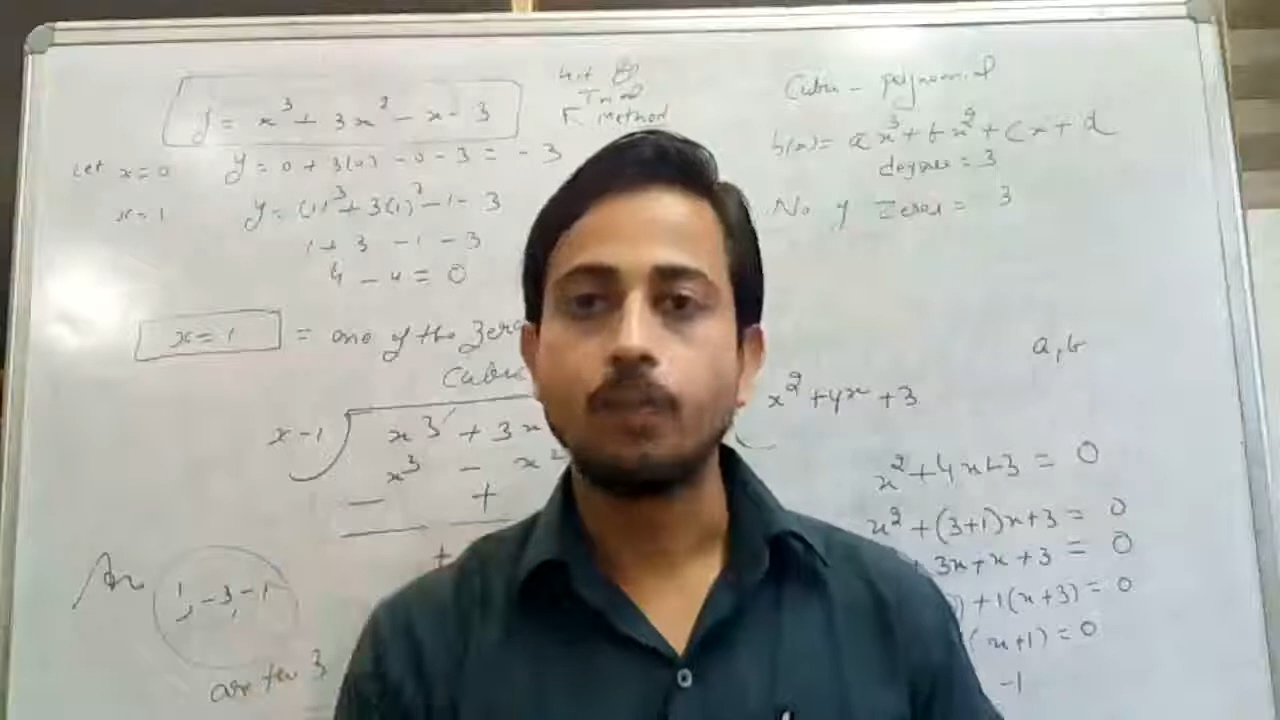 y = x³ + 3x² - x - 3
Hit &
Trial
Method
Let x = 0 y = 0 + 3(0) - 0 - 3 = -3
x = 1 y = (1)³ + 3(1)² - 1 - 3
1 + 3 - 1 - 3
4 - 4 = 0
x = 1 = one of the zero
Cubic
x - 1 x³ + 3x
x³ - x²
- +
+
Ans 1, -3, -1
are the 3
Cubic - polynomial
p(x) = ax³ + bx² + cx + d
degree = 3
No of zeroes = 3
a, b
x² + 4x + 3
x² + 4x + 3 = 0
x² + (3+1)x + 3 = 0
+ 3x + x + 3 = 0
) + 1(x+3) = 0
(x+1) = 0
-1